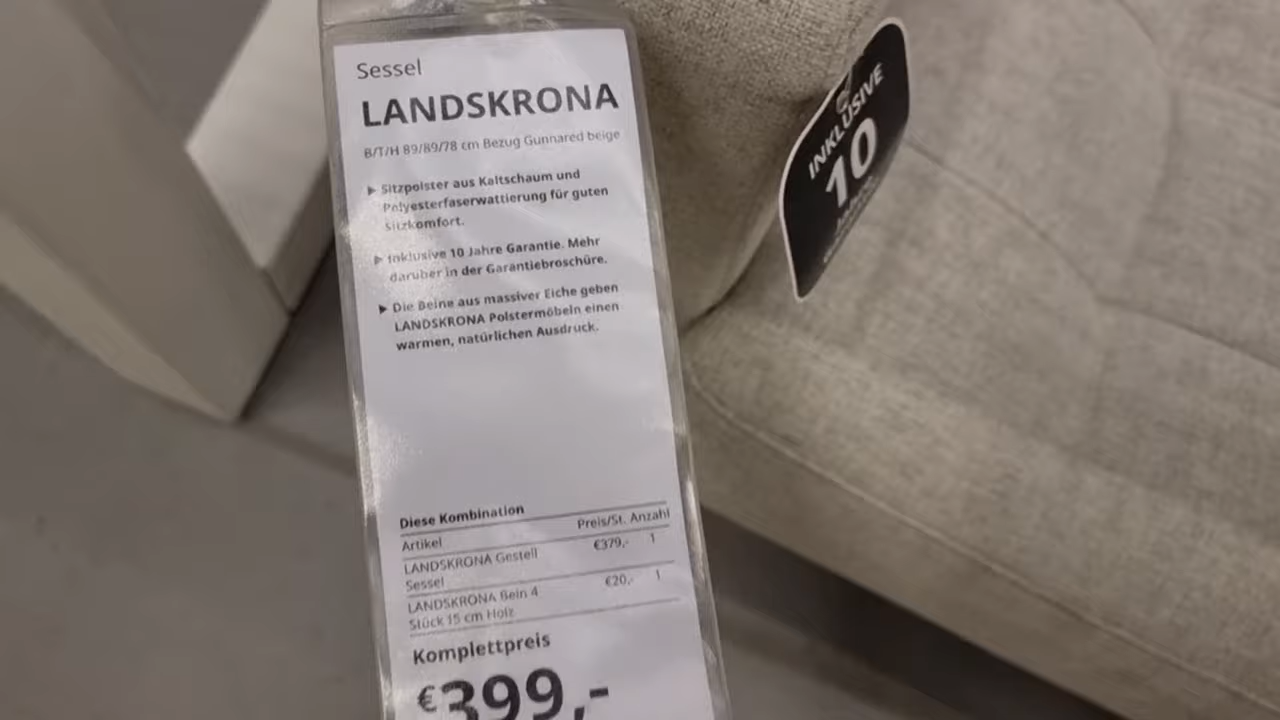 Sessel
LANDSKRONA
B/T/H 89/89/78 cm Bezug Gunnared beige
▶ Sitzpolster aus Kaltschaum und
Polyesterfaserwattierung für guten
Sitzkomfort.
▶ Inklusive 10 Jahre Garantie. Mehr
darüber in der Garantiebroschüre.
▶ Die Beine aus massiver Eiche geben
LANDSKRONA Polstermöbeln einen
warmen, natürlichen Ausdruck.
Diese Kombination
Artikel Preis/St. Anzahl
LANDSKRONA Gestell €379,- 1
Sessel
LANDSKRONA Bein 4 €20,- 1
Stück 15 cm Holz
Komplettpreis
€399,-
INKLUSIVE
10